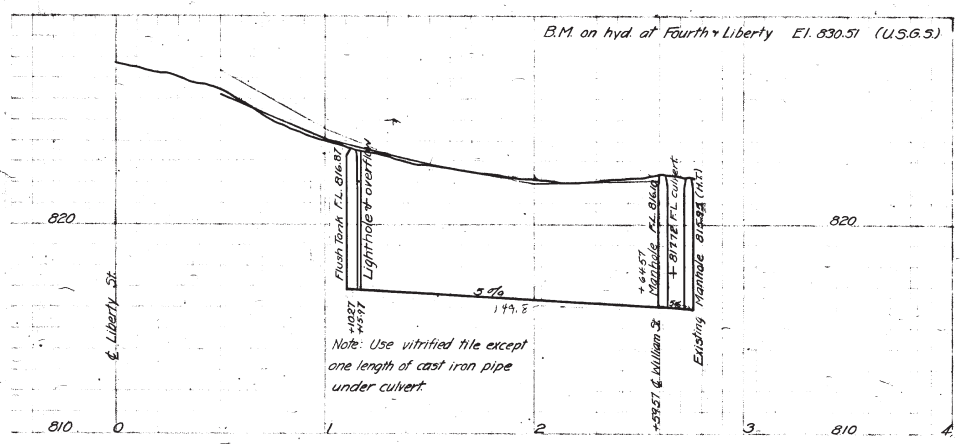 B.M. on hyd. at Fourth & Liberty El. 830.51 (U.S.G.S.)
Flush Tank F.L. 816.87
Lighthole & overflow
+64.57
Manhole F.L. 816.10
+ 817.72 F.L. culvert
Existing Manhole (H.T.)
820
820
℄ Liberty St.
+10.27
+15.97
.5%
149.8
+59.57 ℄ William St.
Note: Use vitrified tile except
one length of cast iron pipe
under culvert.
810
0
1
2
3
810
4